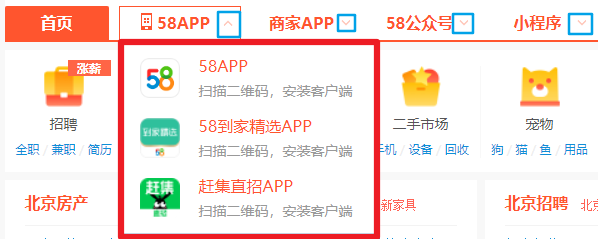 首页 58APP 商家APP 58公众号 小程序
涨薪
58 58APP
扫描二维码，安装客户端
招聘 二手市场 宠物
到家精选 58到家精选APP
58
全职 / 兼职 / 简历 扫描二维码，安装客户端 手机 / 设备 / 回收 狗 / 猫 / 鱼 / 用品
赶集 赶集直招APP
直招
北京房产 新家具 北京招聘 北京招
扫描二维码，安装客户端